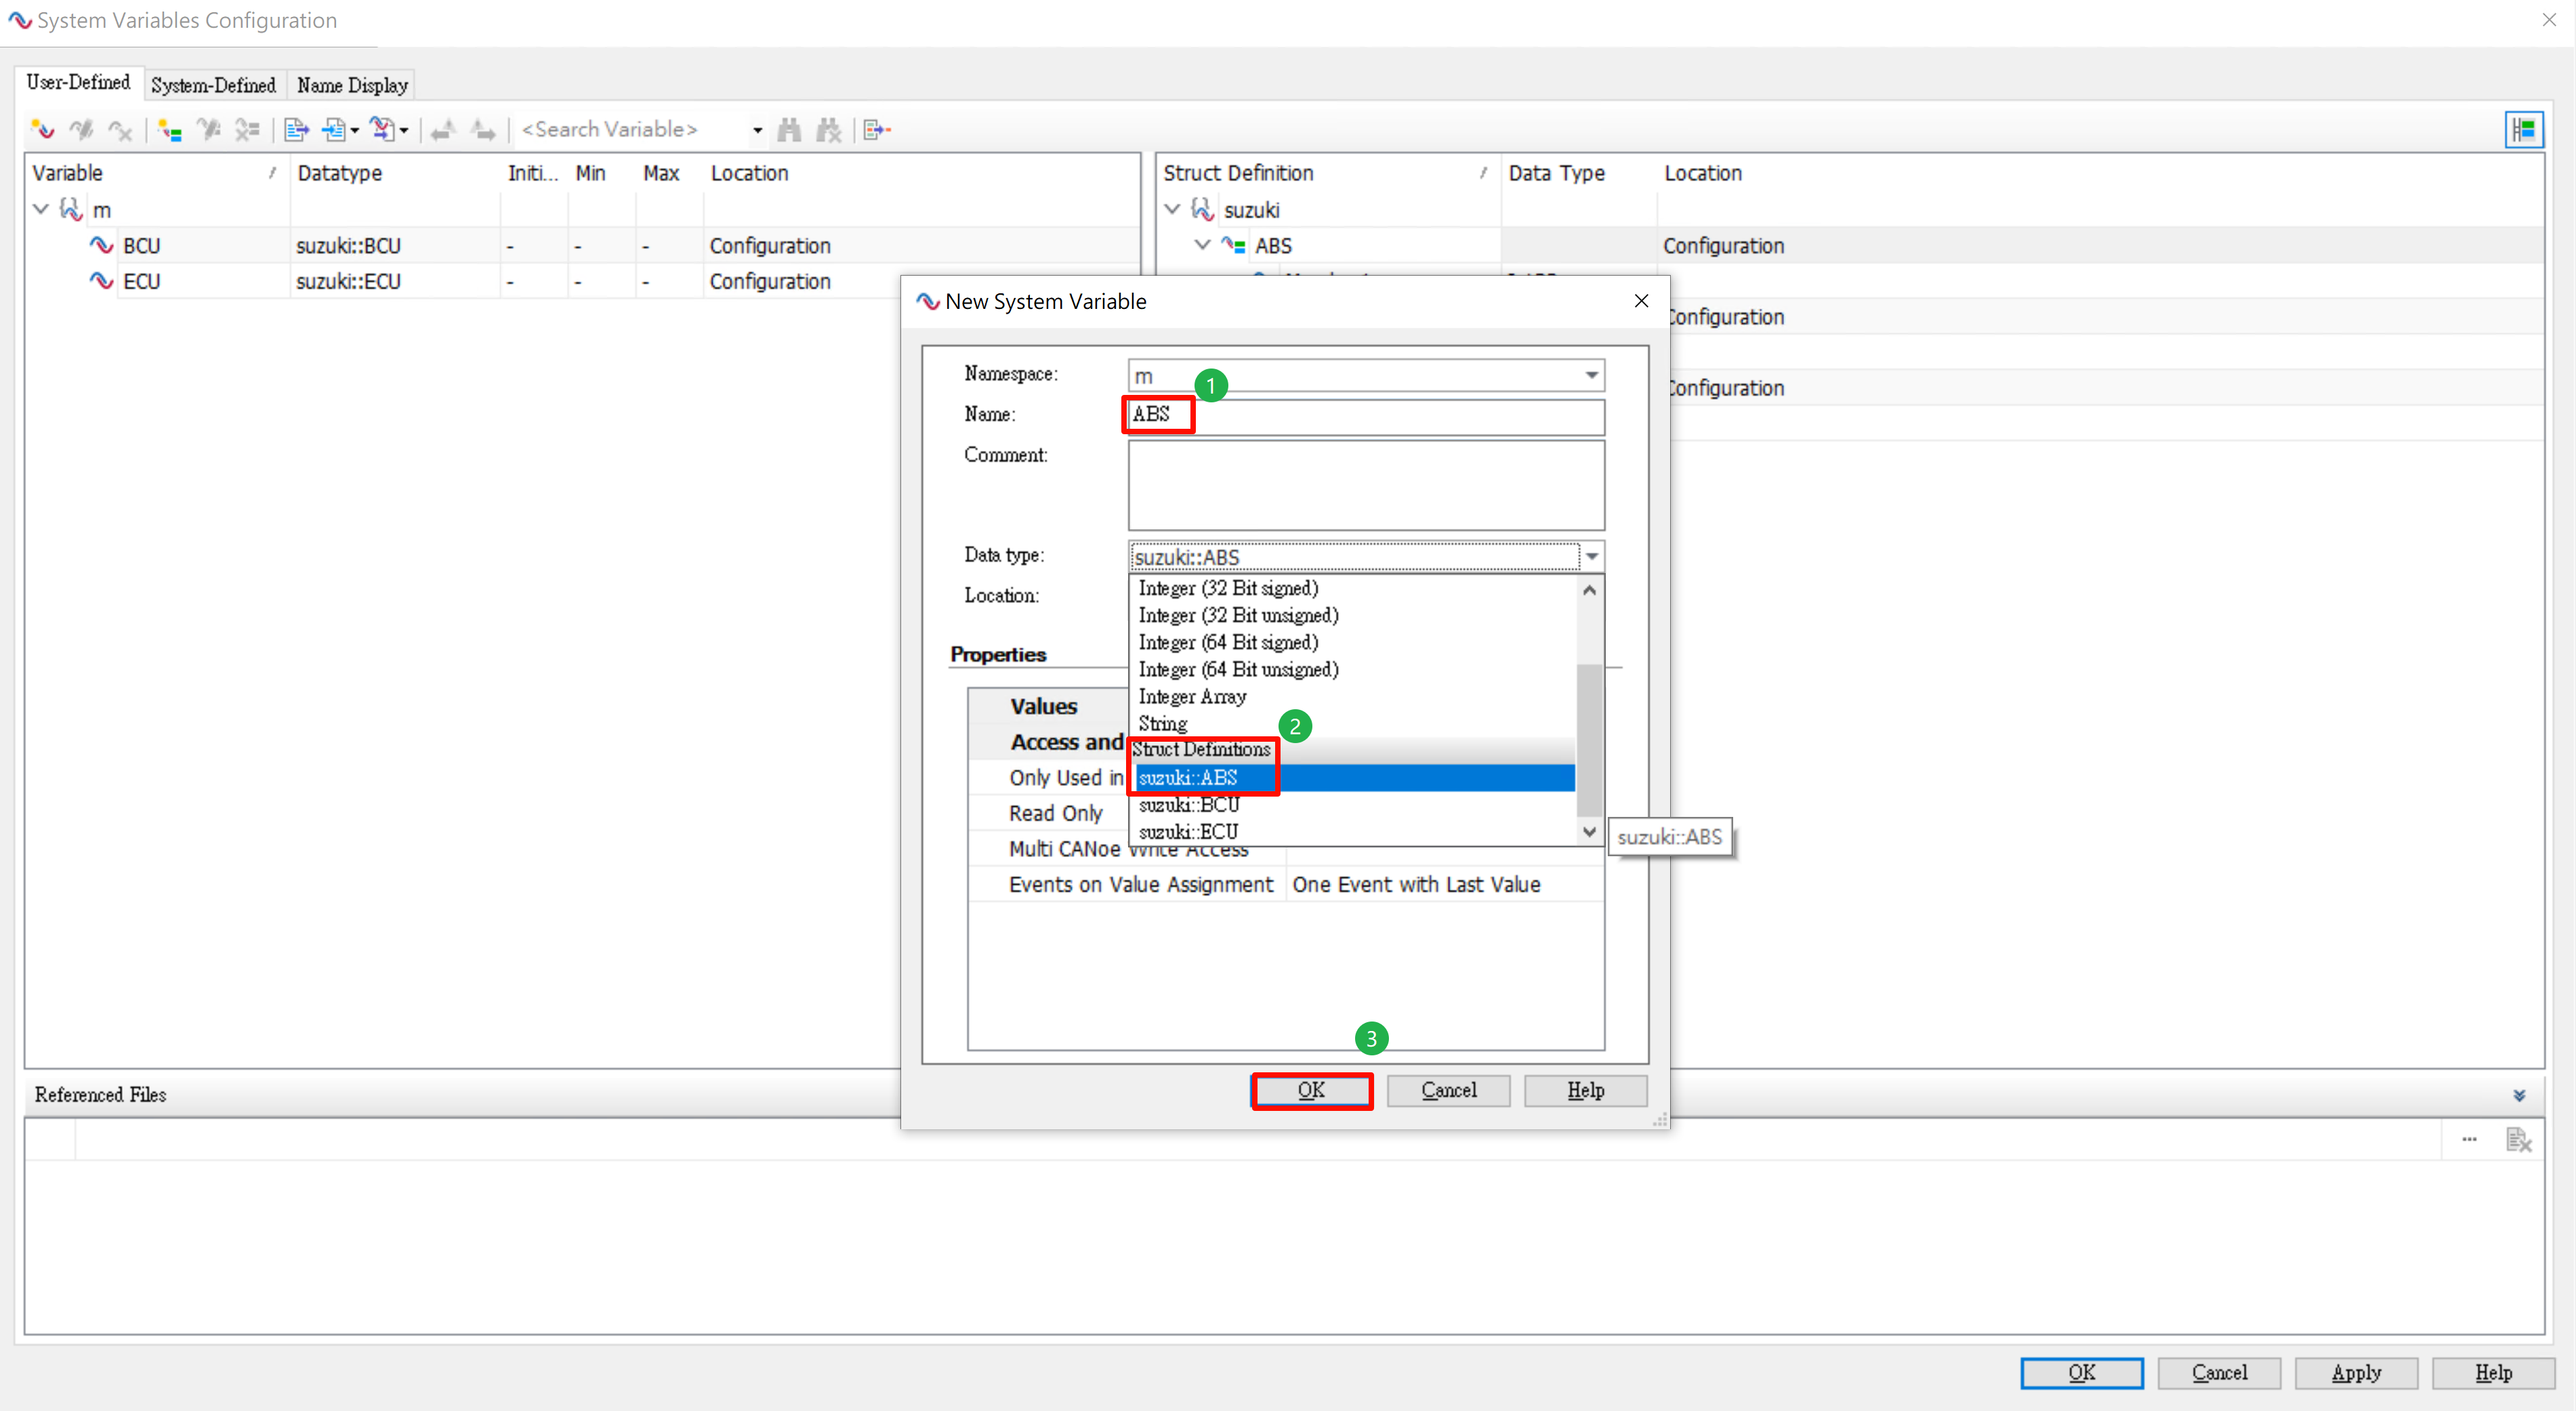 System Variables Configuration
User-Defined System-Defined Name Display
<Search Variable>
Variable Datatype Initi... Min Max Location
m
BCU suzuki::BCU - - - Configuration
ECU suzuki::ECU - - - Configuration
Struct Definition Data Type Location
suzuki
ABS Configuration
Configuration
Configuration
New System Variable
Namespace: m
1
Name: ABS
Comment:
Data type: suzuki::ABS
Location:
Integer (32 Bit signed)
Integer (32 Bit unsigned)
Integer (64 Bit signed)
Integer (64 Bit unsigned)
Integer Array
String
2
Struct Definitions
suzuki::ABS
suzuki::BCU
suzuki::ECU
suzuki::ABS
Properties
Values
Access and
Only Used in
Read Only
Multi CANoe Write Access
Events on Value Assignment One Event with Last Value
3
OK Cancel Help
Referenced Files
...
OK Cancel Apply Help